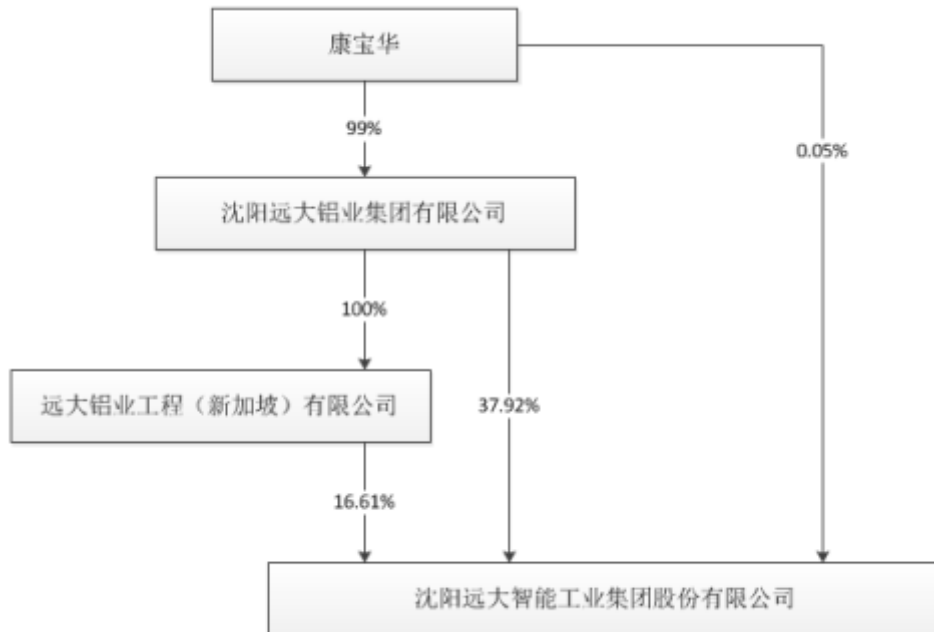 康宝华
99%
0.05%
沈阳远大铝业集团有限公司
100%
远大铝业工程（新加坡）有限公司
37.92%
16.61%
沈阳远大智能工业集团股份有限公司